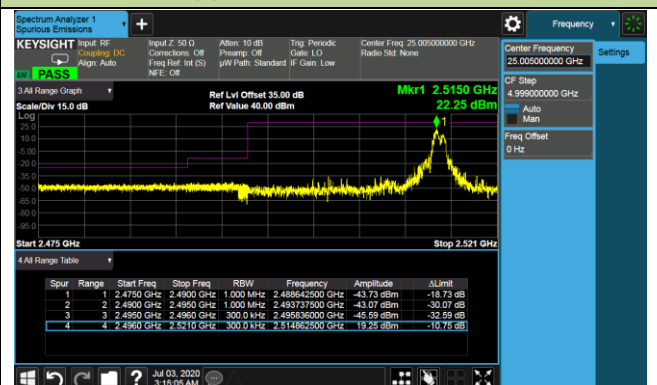 Spectrum Analyzer 1
Spurious Emissions
Frequency
KEYSIGHT Input: RF
Coupling: DC
Align: Auto
Input Z: 50 Ω
Corrections: Off
Freq Ref: Int (S)
NFE: Off
Atten: 10 dB
Preamp: Off
µW Path: Standard
Trig: Periodic
Gate: LO
IF Gain: Low
Center Freq: 25.005000000 GHz
Radio Std: None
PASS
Center Frequency
25.005000000 GHz
Settings
CF Step
4.999000000 GHz
Auto
Man
Freq Offset
0 Hz
3 All Range Graph
Scale/Div 15.0 dB
Ref Lvl Offset 35.00 dB
Ref Value 40.00 dBm
Mkr1 2.5150 GHz
22.25 dBm
Log
25.0
10.0
-5.00
-20.0
-35.0
-50.0
-65.0
-80.0
-95.0
1
Start 2.475 GHz
Stop 2.521 GHz
4 All Range Table
Spur Range Start Freq Stop Freq RBW Frequency Amplitude ΔLimit
1 1 2.4750 GHz 2.4900 GHz 1.000 MHz 2.488642500 GHz -43.73 dBm -18.73 dB
2 2 2.4900 GHz 2.4950 GHz 1.000 MHz 2.493737500 GHz -43.07 dBm -30.07 dB
3 3 2.4950 GHz 2.4960 GHz 300.0 kHz 2.495836000 GHz -45.59 dBm -32.59 dB
4 4 2.4960 GHz 2.5210 GHz 300.0 kHz 2.514862500 GHz 19.25 dBm -10.75 dB
Jul 03, 2020
3:15:05 AM